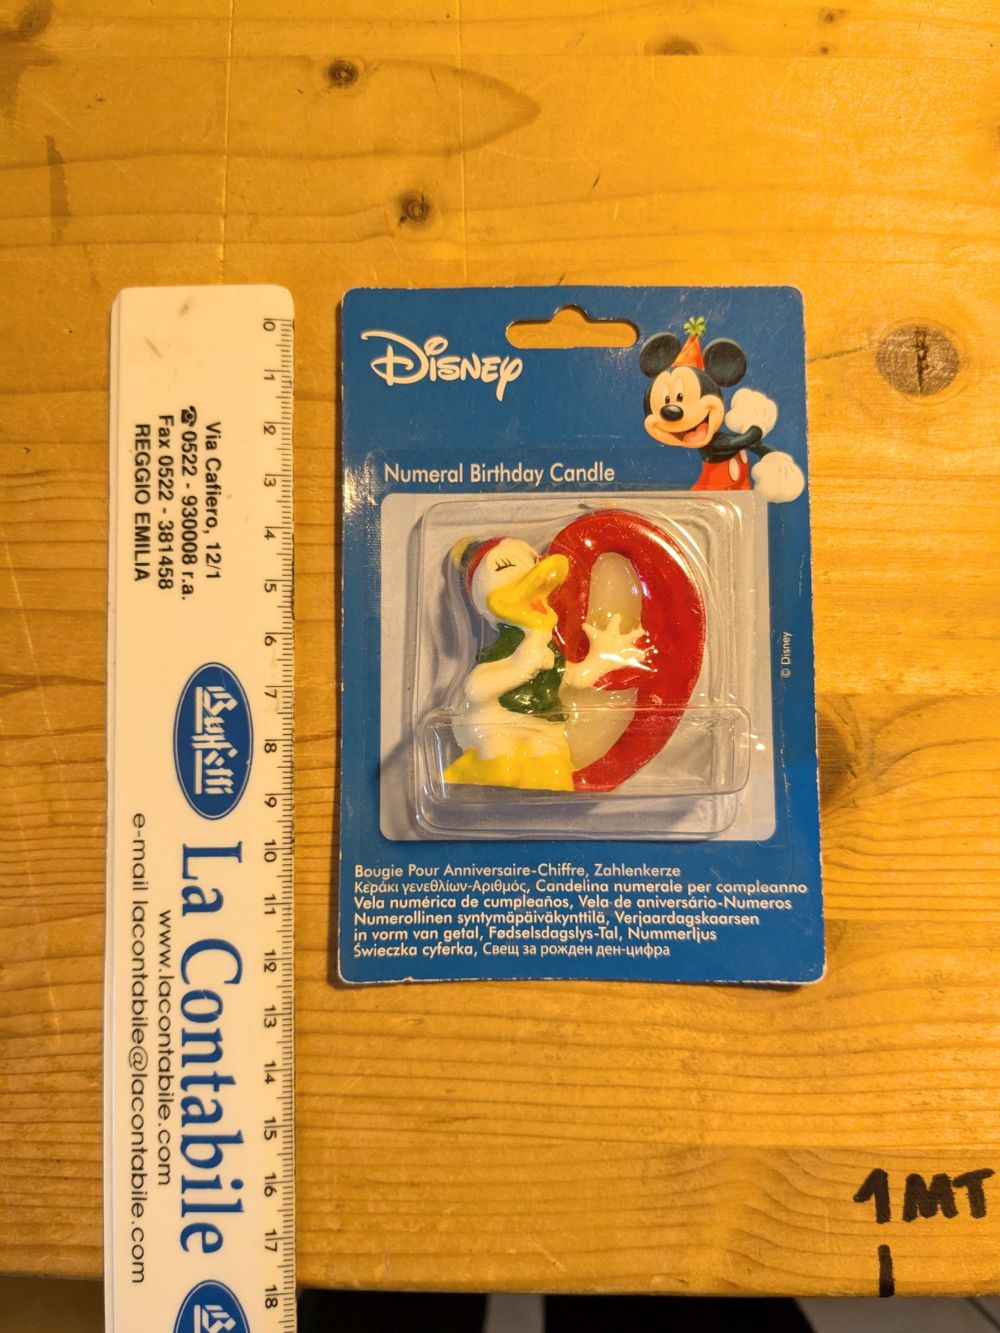 Disney
Numeral Birthday Candle
© Disney
Bougie Pour Anniversaire-Chiffre, Zahlenkerze
Κεράκι γενεθλίων-Αριθμός, Candelina numerale per compleanno
Vela numérica de cumpleaños, Vela de aniversário-Numeros
Numerollinen syntymäpäiväkynttilä, Verjaardagskaarsen
in vorm van getal, Fødselsdagslys-Tal, Nummerljus
Świeczka cyferka, Свещ за рожден ден-цифра
9
Via Cafiero, 12/1
☎ 0522 - 930008 r.a.
Fax 0522 - 381458
REGGIO EMILIA
Buffetti
La Contabile
www.lacontabile.com
e-mail lacontabile@lacontabile.com
0
1
2
3
4
5
6
7
8
9
10
11
12
13
14
15
16
17
18
1 MT